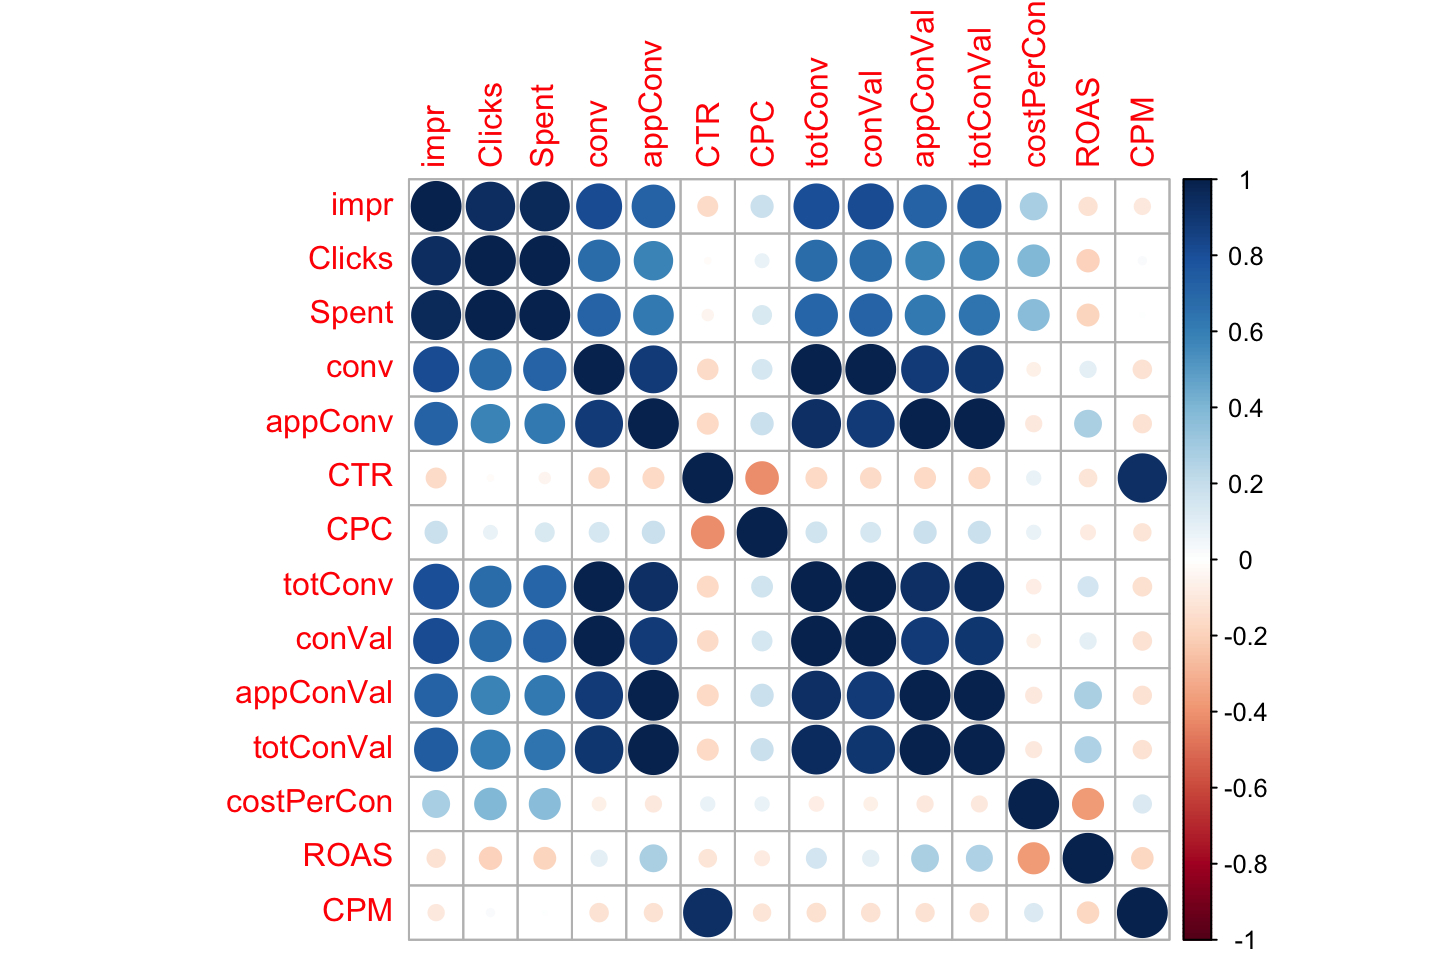 impr
Clicks
Spent
conv
appConv
CTR
CPC
totConv
conVal
appConVal
totConVal
costPerCon
ROAS
CPM
impr
Clicks
Spent
conv
appConv
CTR
CPC
totConv
conVal
appConVal
totConVal
costPerCon
ROAS
CPM
1
0.8
0.6
0.4
0.2
0
-0.2
-0.4
-0.6
-0.8
-1